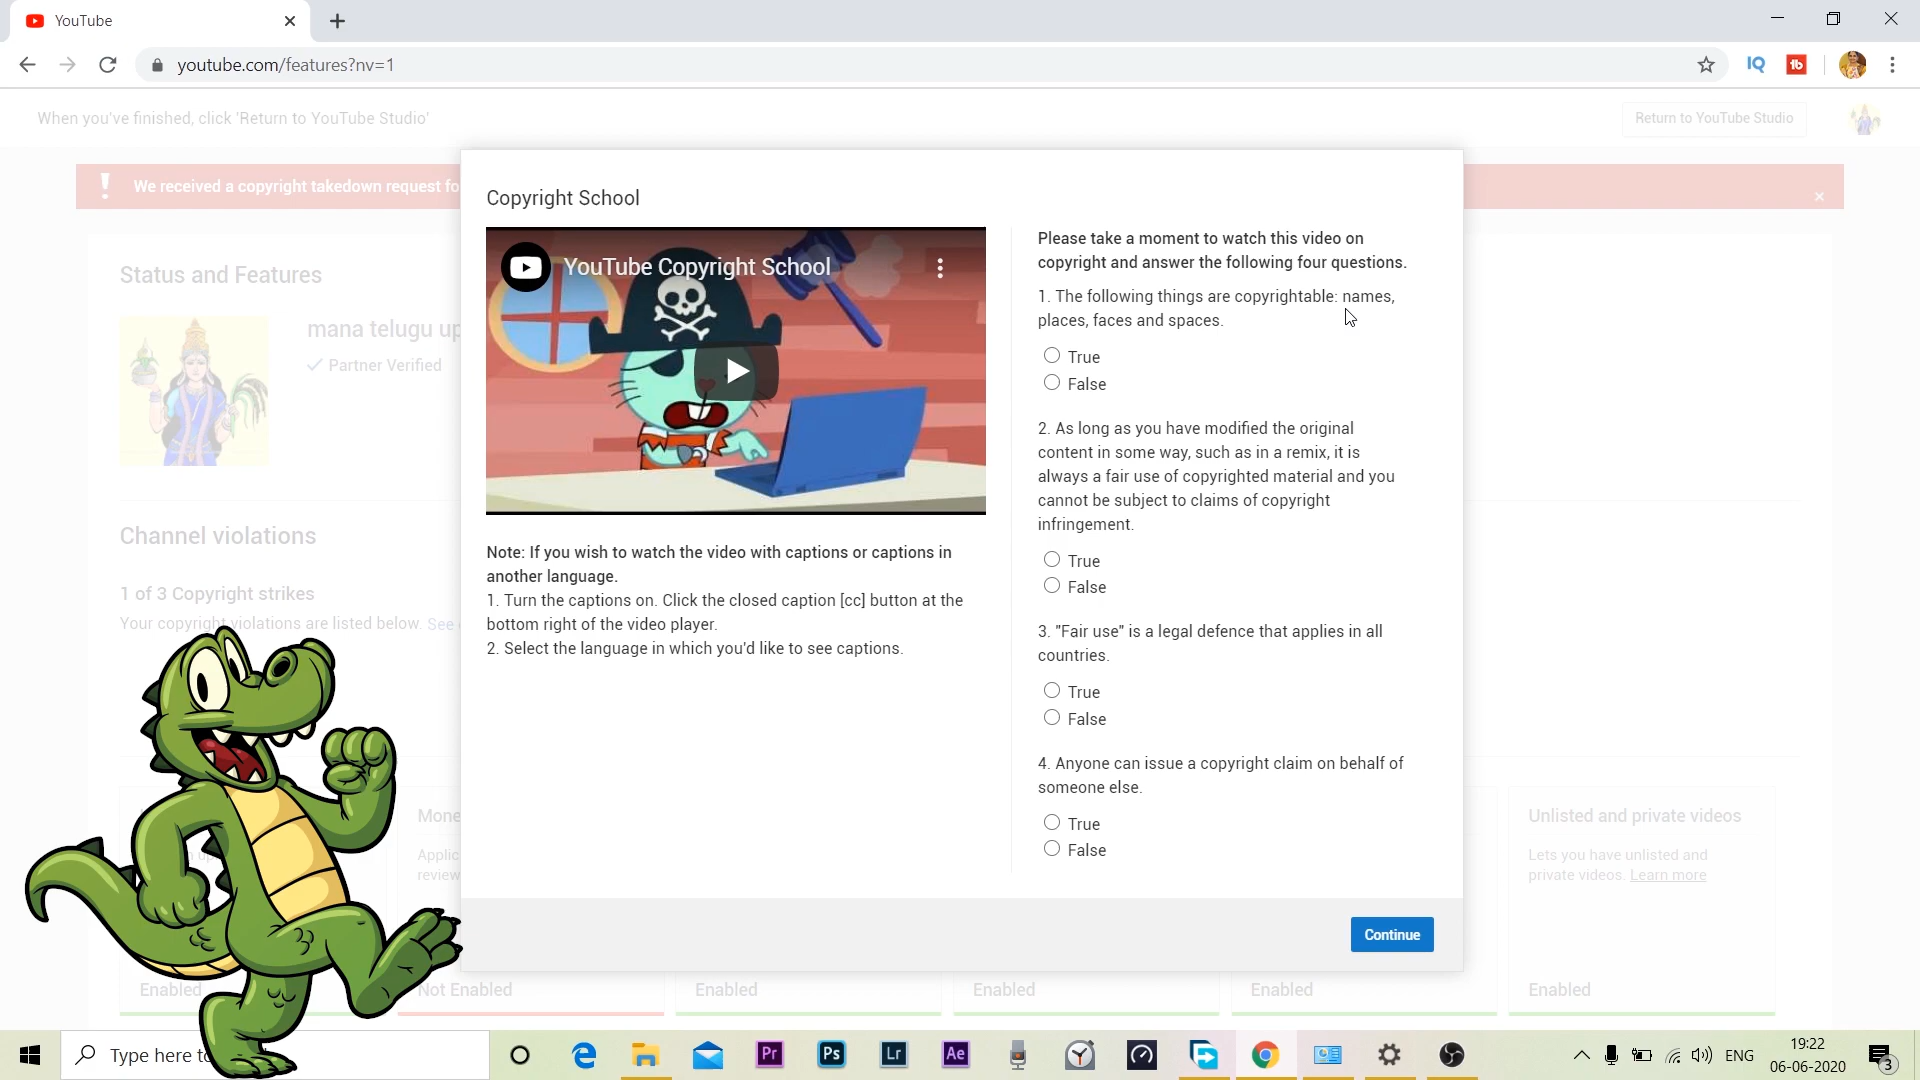 YouTube
youtube.com/features?nv=1
IQ
When you've finished, click 'Return to YouTube Studio'
Return to YouTube Studio
We received a copyright takedown request fo
Status and Features
mana telugu up
Partner Verified
Channel violations
1 of 3 Copyright strikes
Your copyright violations are listed below. See
Copyright School
YouTube Copyright School
Note: If you wish to watch the video with captions or captions in
another language.
1. Turn the captions on. Click the closed caption [cc] button at the
bottom right of the video player.
2. Select the language in which you'd like to see captions.
Please take a moment to watch this video on
copyright and answer the following four questions.
1. The following things are copyrightable: names,
places, faces and spaces.
True
False
2. As long as you have modified the original
content in some way, such as in a remix, it is
always a fair use of copyrighted material and you
cannot be subject to claims of copyright
infringement.
True
False
3. "Fair use" is a legal defence that applies in all
countries.
True
False
4. Anyone can issue a copyright claim on behalf of
someone else.
True
False
Continue
Mone
Applic
review
Unlisted and private videos
Lets you have unlisted and
private videos. Learn more
Enabled
Not Enabled
Enabled
Enabled
Enabled
Enabled
Type here to
Pr
Ps
Lr
Ae
ENG
19:22
06-06-2020
3